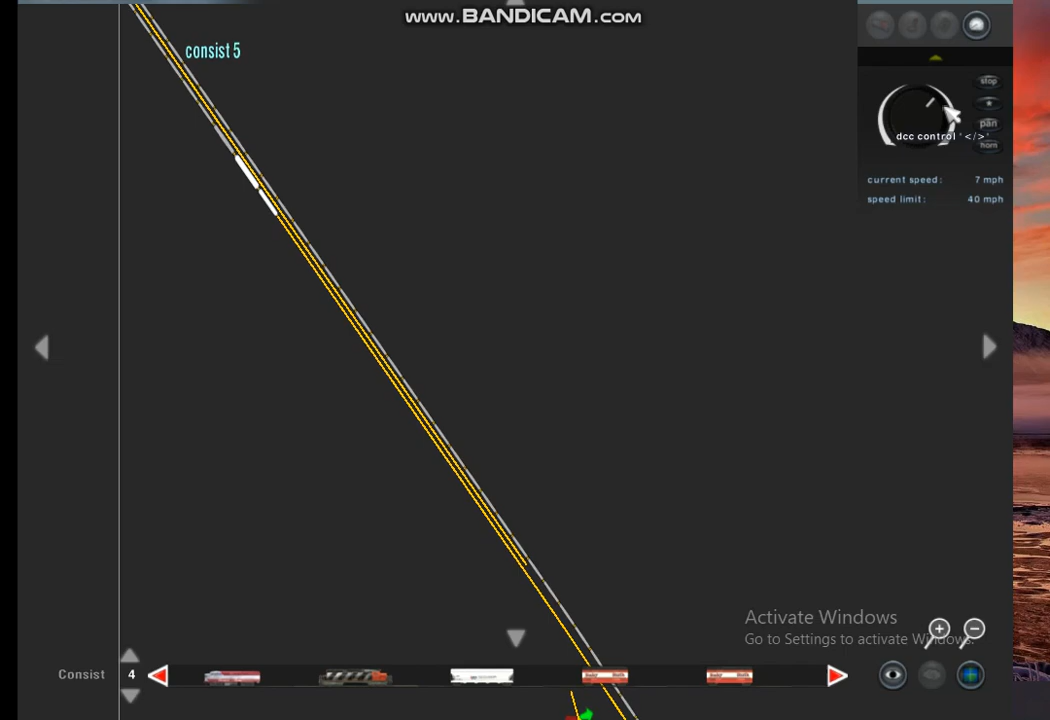 www.BANDICAM.com
consist 5
stop
pan
dcc control '</>'
horn
current speed: 7 mph
speed limit: 40 mph
Activate Windows
Go to Settings to activate Windows.
Consist 4